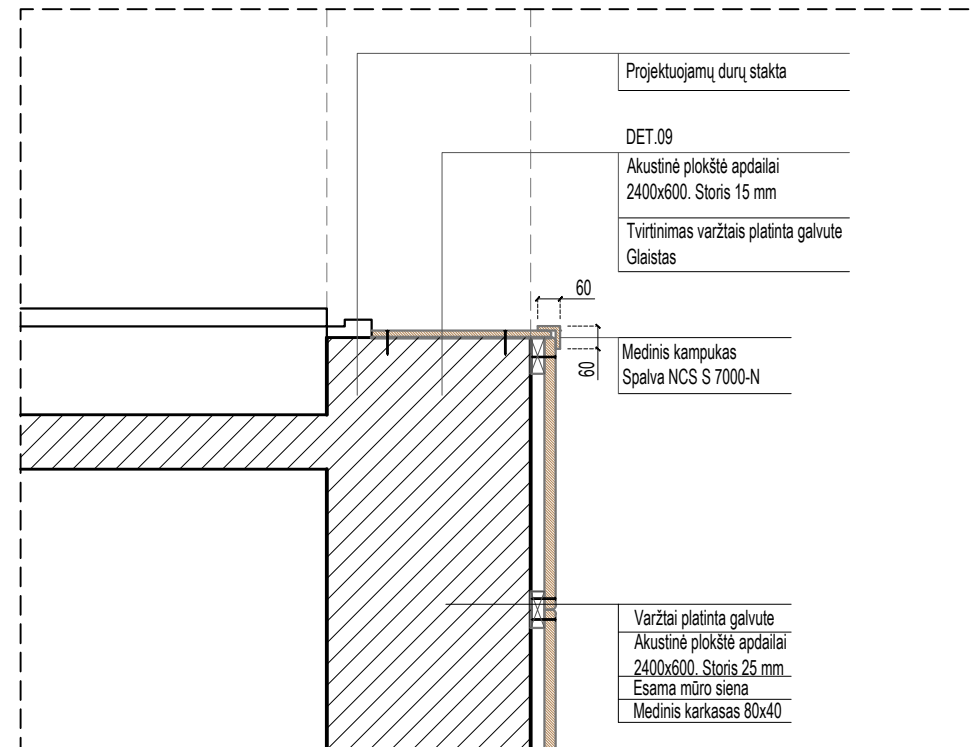 Projektuojamų durų stakta
DET.09
Akustinė plokštė apdailai
2400x600. Storis 15 mm
Tvirtinimas varžtais platinta galvute
Glaistas
60
60
Medinis kampukas
Spalva NCS S 7000-N
Varžtai platinta galvute
Akustinė plokštė apdailai
2400x600. Storis 25 mm
Esama mūro siena
Medinis karkasas 80x40